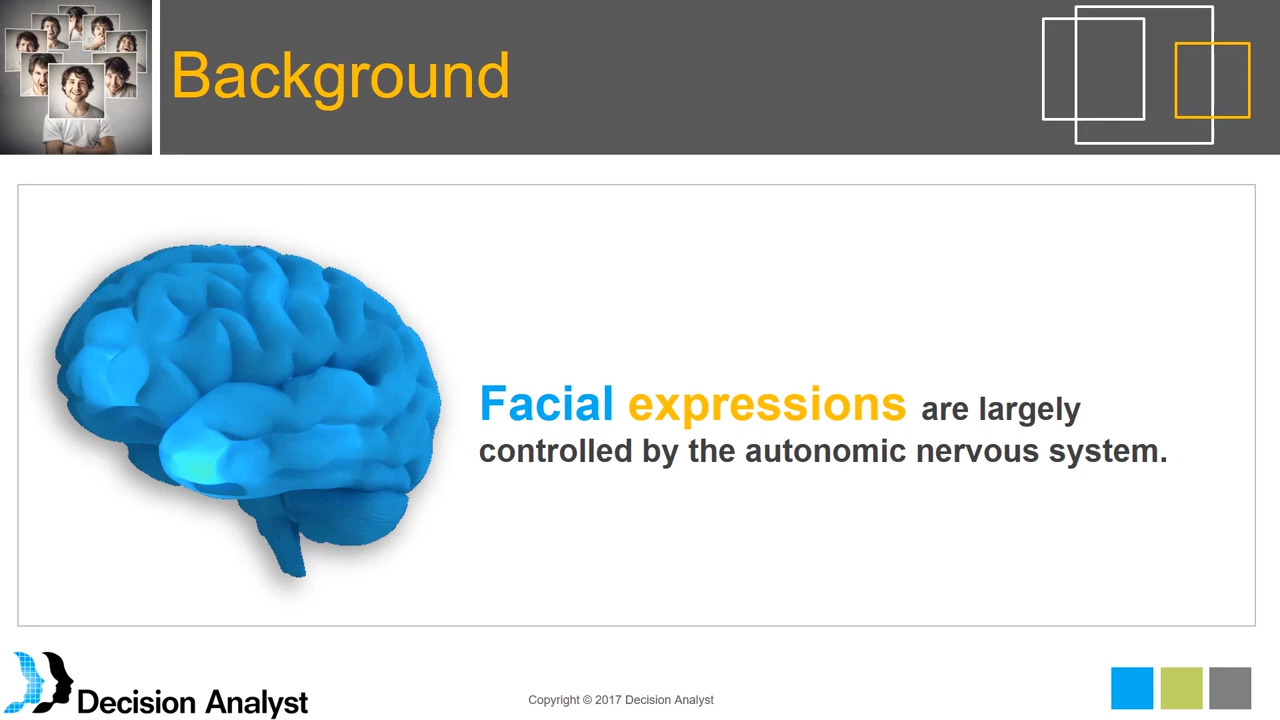 Background
Facial expressions are largely
controlled by the autonomic nervous system.
Decision Analyst
Copyright © 2017 Decision Analyst